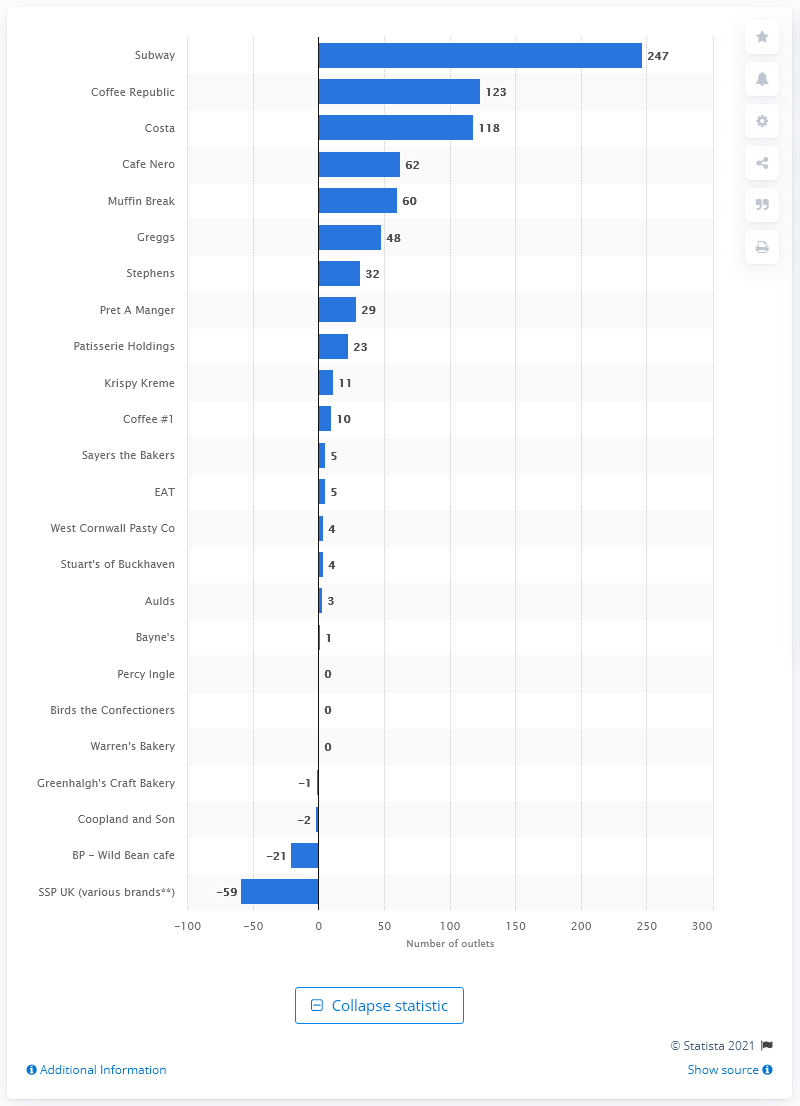 Subway 247
Coffee Republic 123
Costa 118
Cafe Nero 62
Muffin Break 60
Greggs 48
Stephens 32
Pret A Manger 29
Patisserie Holdings 23
Krispy Kreme 11
Coffee #1 10
Sayers the Bakers 5
EAT 5
West Cornwall Pasty Co 4
Stuart's of Buckhaven 4
Aulds 3
Bayne's 1
Percy Ingle 0
Birds the Confectioners 0
Warren's Bakery 0
Greenhalgh's Craft Bakery −1
Coopland and Son −2
BP – Wild Bean cafe −21
SSP UK (various brands**) −59
−100 −50 0 50 100 150 200 250 300
Number of outlets
Collapse statistic
© Statista 2021
Additional Information Show source